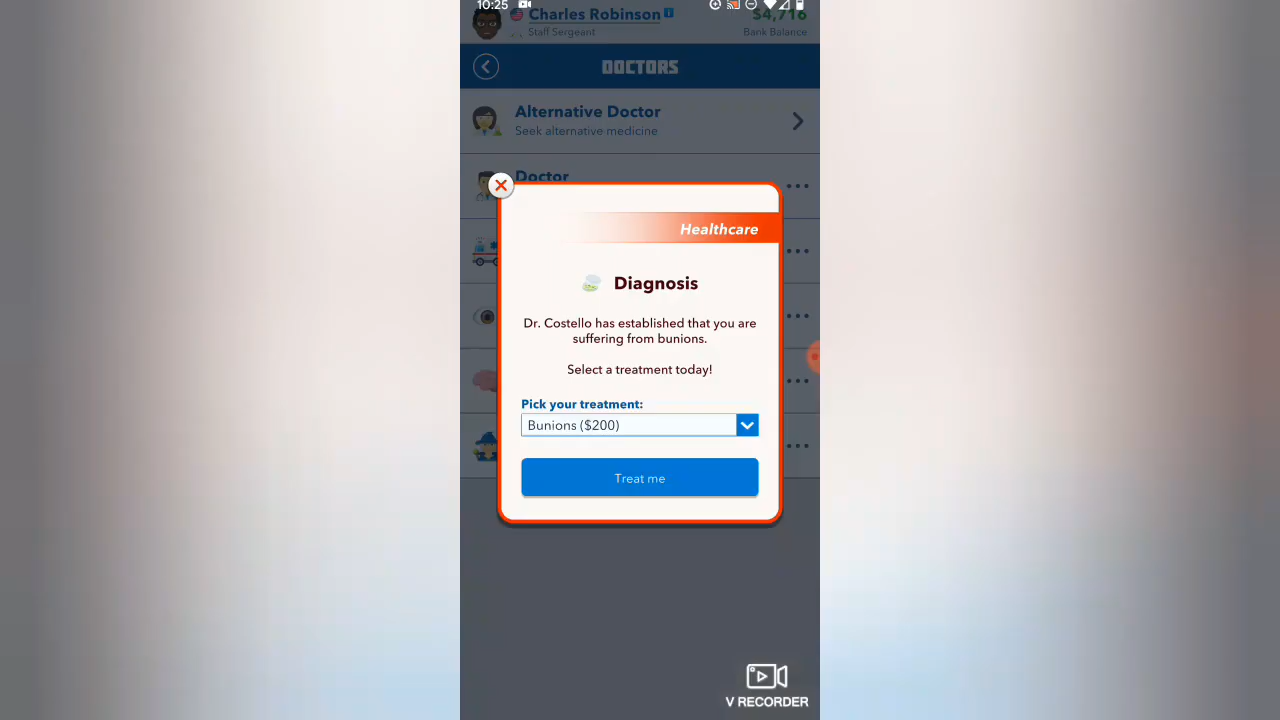 10:25
Charles Robinson
$4,716
Staff Sergeant
Bank Balance
DOCTORS
Alternative Doctor
Seek alternative medicine
Doctor
Healthcare
Diagnosis
Dr. Costello has established that you are
suffering from bunions.
Select a treatment today!
Pick your treatment:
Bunions ($200)
Treat me
V RECORDER